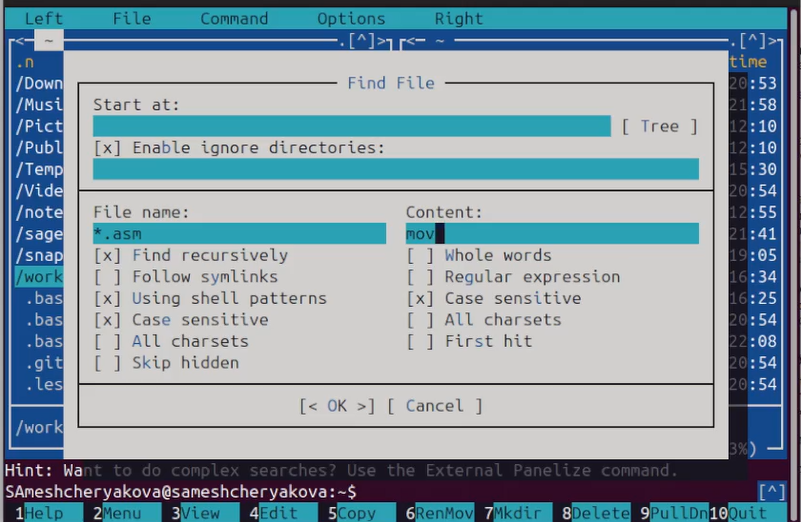 Left File Command Options Right
<─ ~ ─.[^]>┐┌<─ ~ ─.[^]>
.n time
/Down 20:53
Find File
/Musi 21:58
Start at:
/Pict [ Tree ] 12:10
/Publ [x] Enable ignore directories: 12:10
/Temp 15:30
/Vide 20:54
/note File name: Content: 12:55
/sage *.asm mov 21:41
/snap [x] Find recursively [ ] Whole words 19:05
/work [ ] Follow symlinks [ ] Regular expression 16:34
.bas [x] Using shell patterns [x] Case sensitive 16:25
.bas [x] Case sensitive [ ] All charsets 20:54
.bas [ ] All charsets [ ] First hit 22:08
.git [ ] Skip hidden 20:54
.les 20:54
[< OK >] [ Cancel ]
/work 3%)
Hint: Want to do complex searches? Use the External Panelize command.
SAmeshcheryakova@sameshcheryakova:~$ [^]
1Help 2Menu 3View 4Edit 5Copy 6RenMov 7Mkdir 8Delete 9PullDn 10Quit